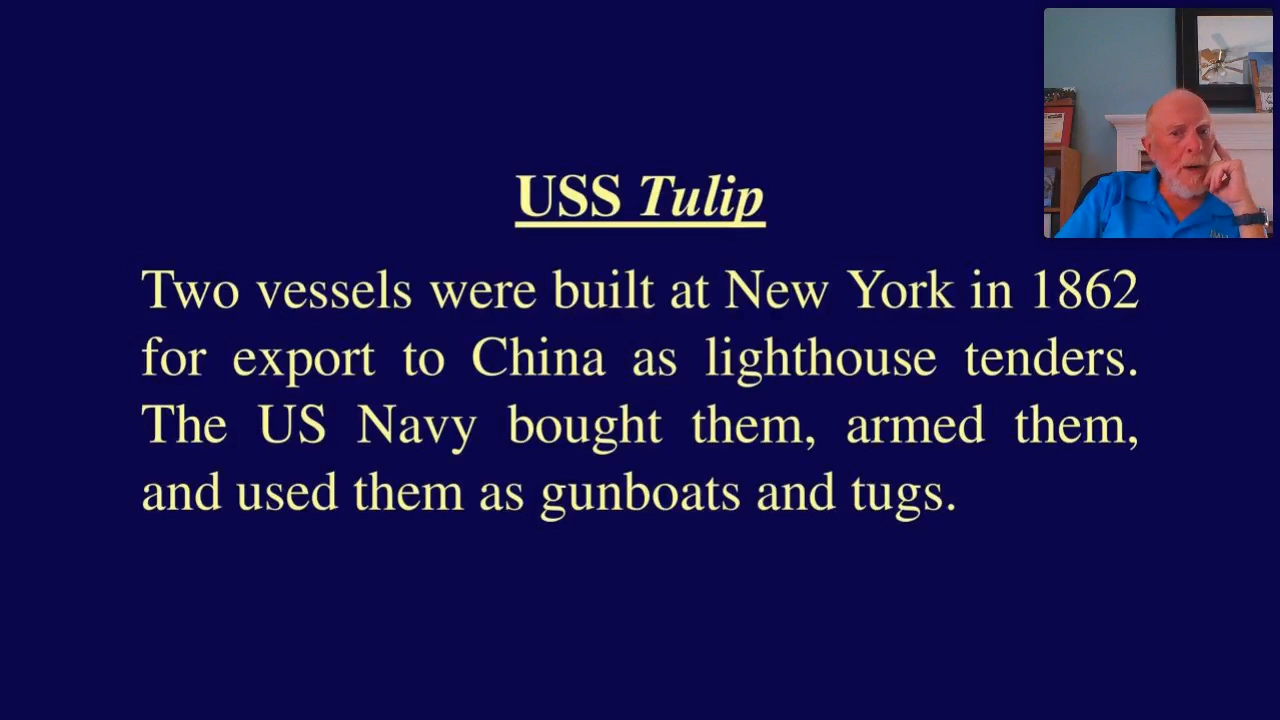 USS Tulip
Two vessels were built at New York in 1862
for export to China as lighthouse tenders.
The US Navy bought them, armed them,
and used them as gunboats and tugs.